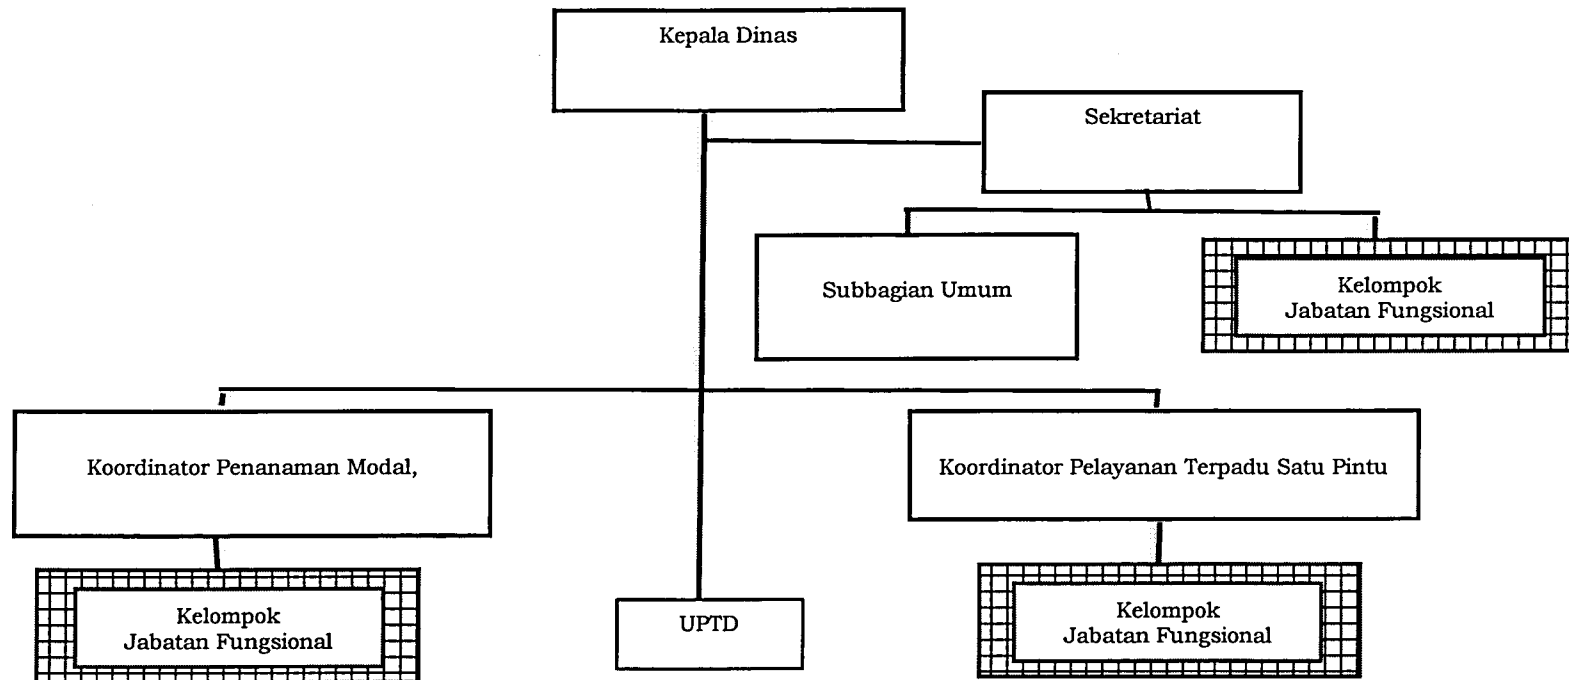 Kepala Dinas
Sekretariat
Subbagian Umum
Kelompok
Jabatan Fungsional
Koordinator Penanaman Modal,
Koordinator Pelayanan Terpadu Satu Pintu
Kelompok
Jabatan Fungsional
UPTD
Kelompok
Jabatan Fungsional